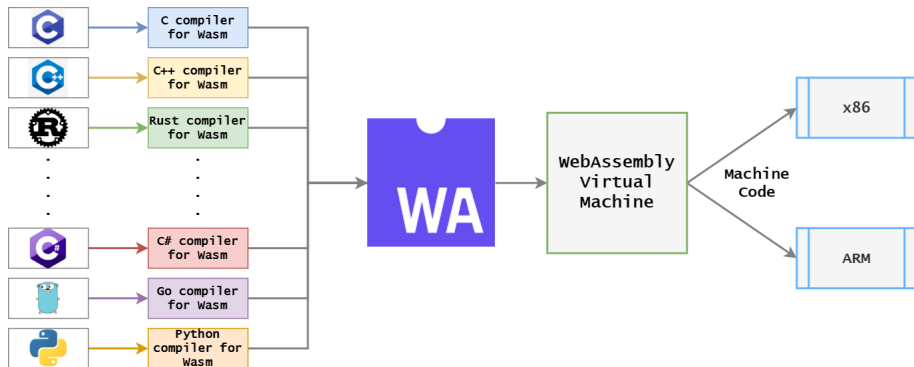 C
C compiler
for Wasm
C++
C++ compiler
for Wasm
R
Rust compiler
for Wasm
C#
C# compiler
for Wasm
Go compiler
for Wasm
Python
compiler for
Wasm
WA
WebAssembly
Virtual
Machine
Machine
Code
x86
ARM